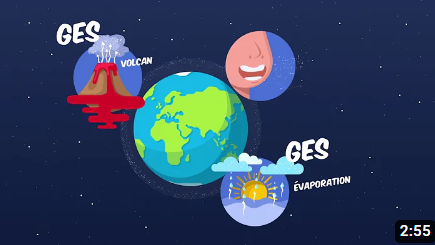 GES
VOLCAN
GES
ÉVAPORATION
2:55